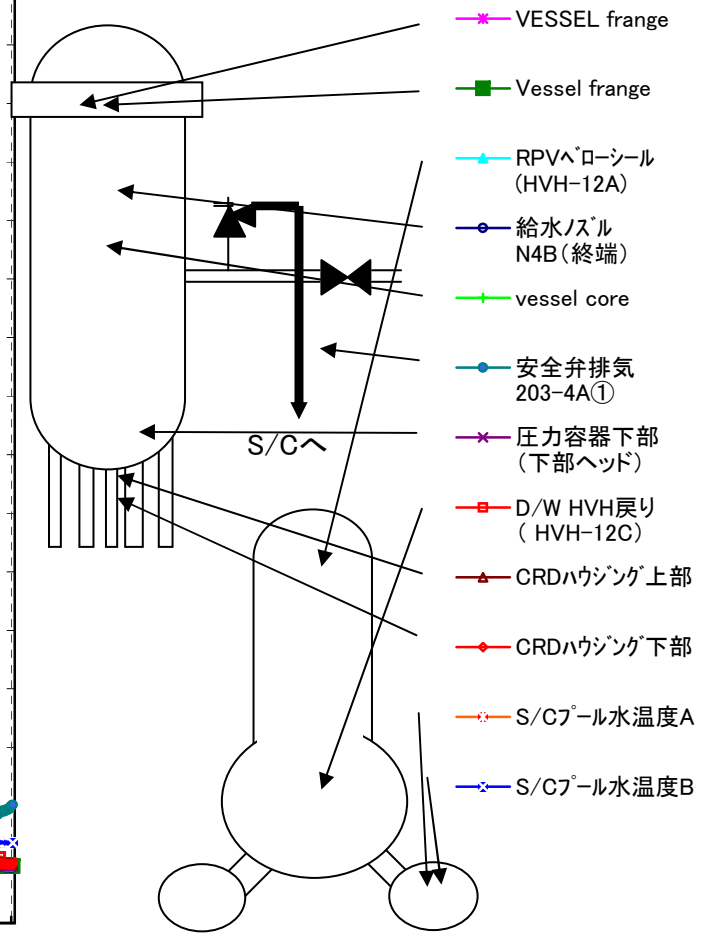 VESSEL frange
Vessel frange
RPVベローシール
(HVH-12A)
給水ノズル
N4B(終端)
vessel core
安全弁排気
203-4A①
圧力容器下部
(下部ヘッド)
D/W HVH戻り
( HVH-12C)
CRDハウジング上部
CRDハウジング下部
S/Cプール水温度A
S/Cプール水温度B
S/Cへ